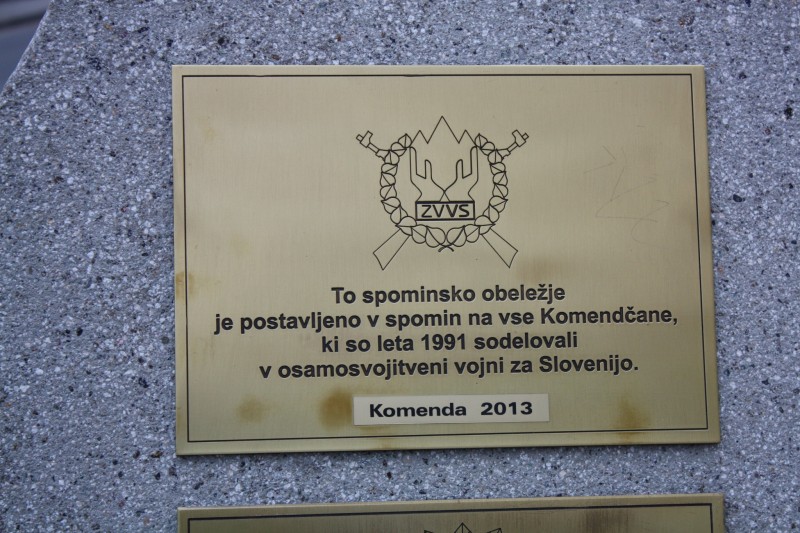 ZVVS
To spominsko obeležje
je postavljeno v spomin na vse Komendčane,
ki so leta 1991 sodelovali
v osamosvojitveni vojni za Slovenijo.
Komenda 2013